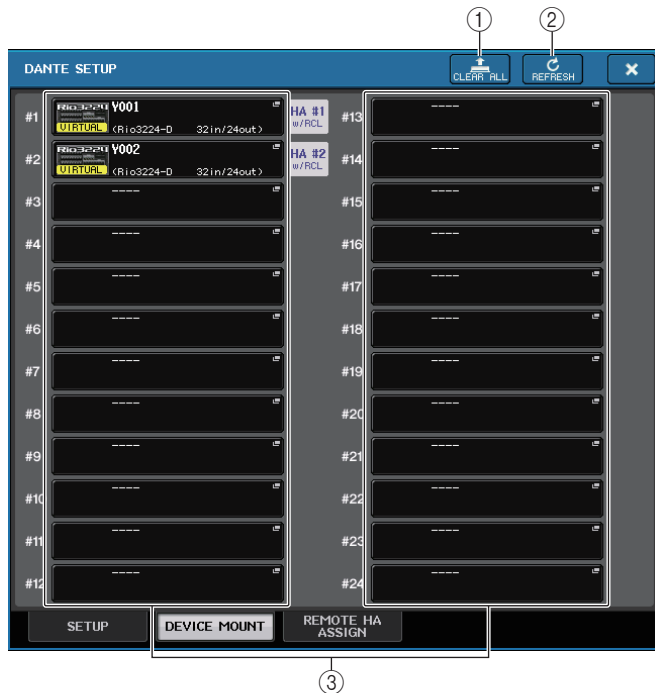 ① ②
DANTE SETUP CLEAR ALL REFRESH ×
#1 Rio3224 Y001 HA #1 #13 ----
VIRTUAL (Rio3224-D 32in/24out) w/RCL
#2 Rio3224 Y002 HA #2 #14 ----
VIRTUAL (Rio3224-D 32in/24out) w/RCL
#3 ---- #15 ----
#4 ---- #16 ----
#5 ---- #17 ----
#6 ---- #18 ----
#7 ---- #19 ----
#8 ---- #20 ----
#9 ---- #21 ----
#10 ---- #22 ----
#11 ---- #23 ----
#12 ---- #24 ----
SETUP DEVICE MOUNT REMOTE HA
ASSIGN
③